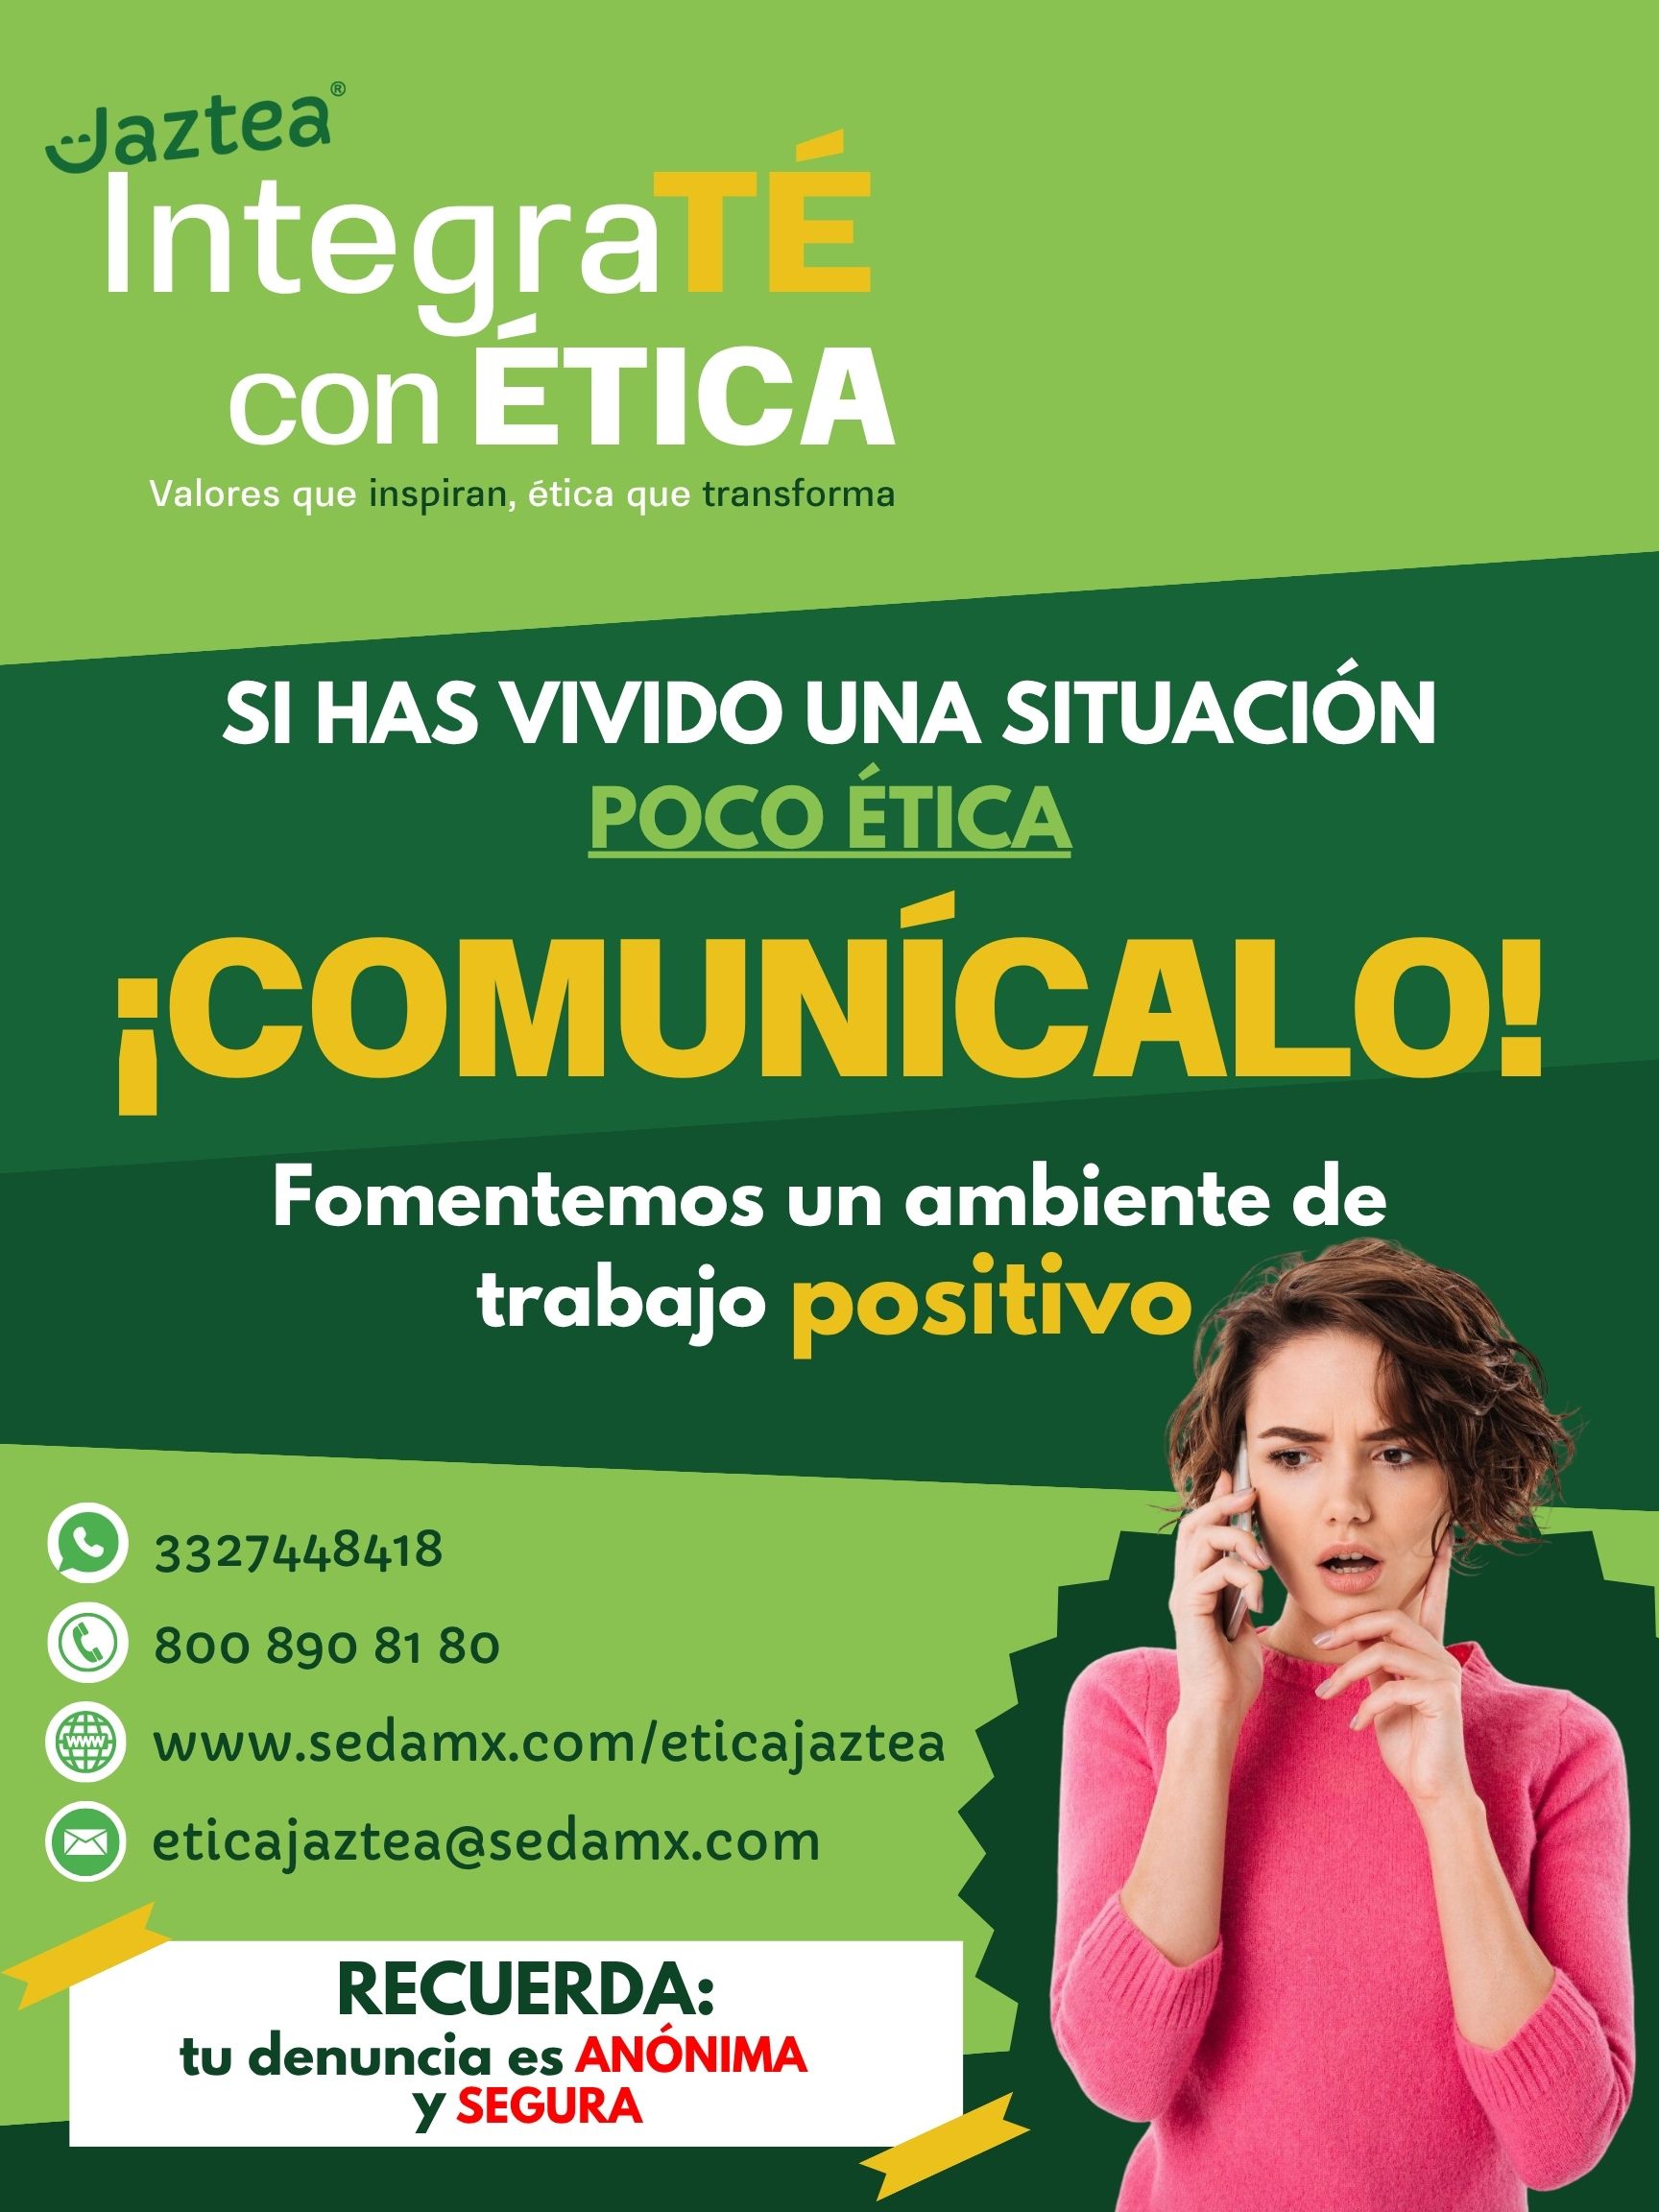 Jaztea®
IntegraTÉ
con ÉTICA
Valores que inspiran, ética que transforma
SI HAS VIVIDO UNA SITUACIÓN
POCO ÉTICA
¡COMUNÍCALO!
Fomentemos un ambiente de
trabajo positivo
3327448418
800 890 81 80
www
www.sedamx.com/eticajaztea
eticajaztea@sedamx.com
RECUERDA:
tu denuncia es ANÓNIMA
y SEGURA